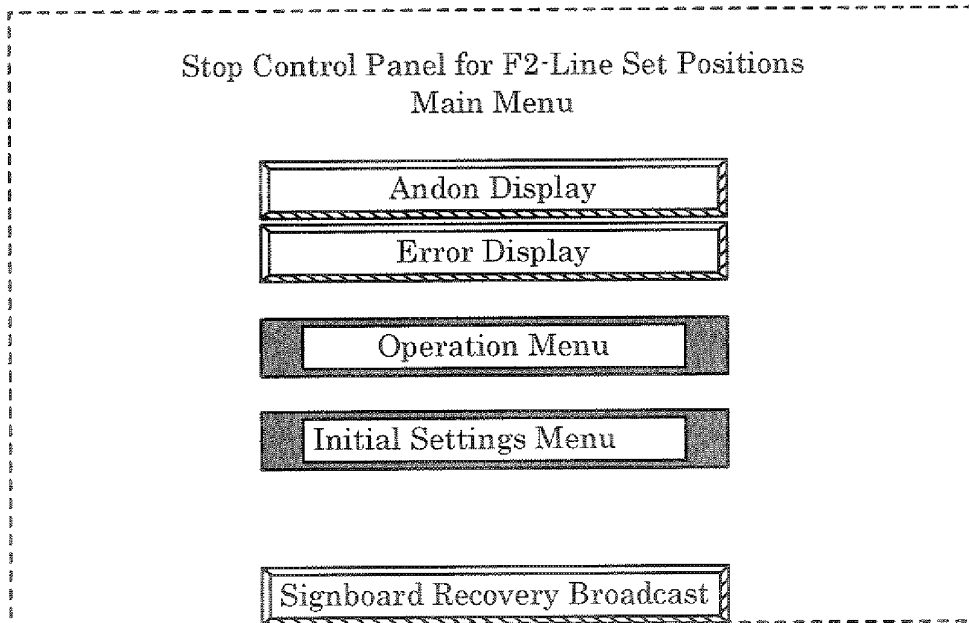 Stop Control Panel for F2-Line Set Positions
Main Menu
Andon Display
Error Display
Operation Menu
Initial Settings Menu
Signboard Recovery Broadcast